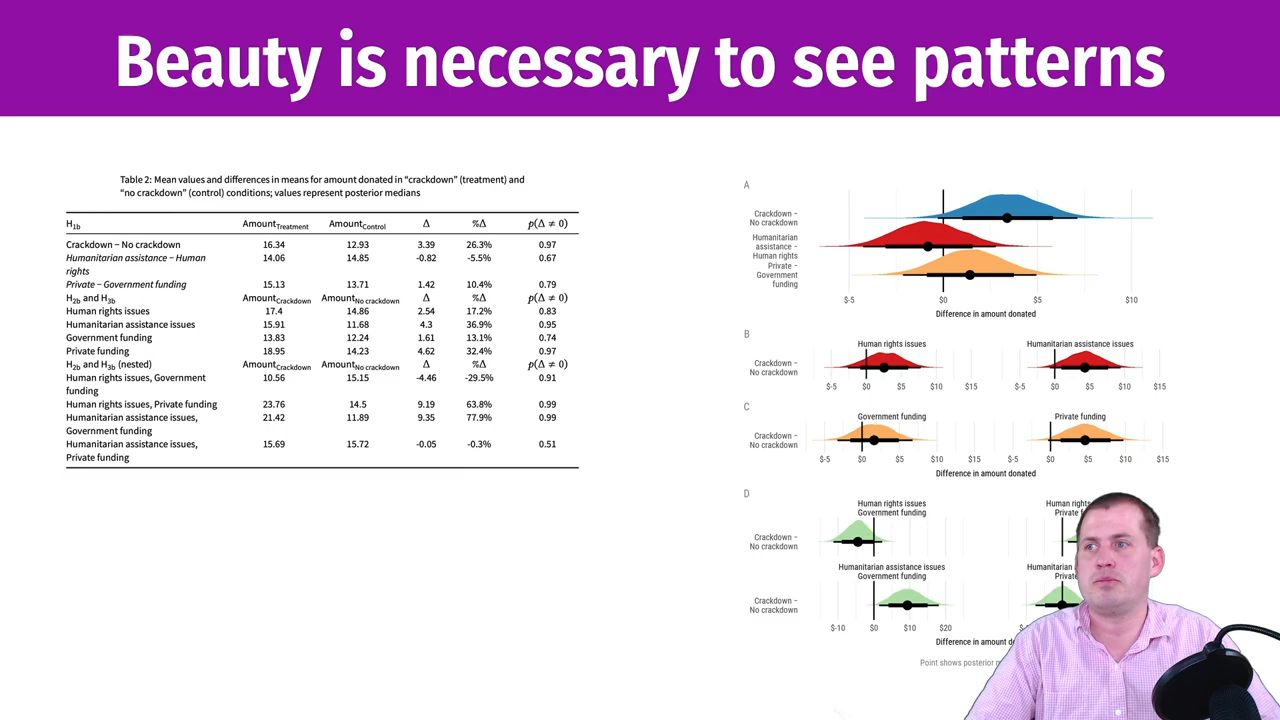 Beauty is necessary to see patterns
Table 2: Mean values and differences in means for amount donated in “crackdown” (treatment) and
“no crackdown” (control) conditions; values represent posterior medians
H1b AmountTreatment AmountControl Δ %Δ p(Δ ≠ 0)
Crackdown − No crackdown 16.34 12.93 3.39 26.3% 0.97
Humanitarian assistance − Human 14.06 14.85 -0.82 -5.5% 0.67
rights
Private − Government funding 15.13 13.71 1.42 10.4% 0.79
H2b and H3b AmountCrackdown AmountNo crackdown Δ %Δ p(Δ ≠ 0)
Human rights issues 17.4 14.86 2.54 17.2% 0.83
Humanitarian assistance issues 15.91 11.68 4.3 36.9% 0.95
Government funding 13.83 12.24 1.61 13.1% 0.74
Private funding 18.95 14.23 4.62 32.4% 0.97
H2b and H3b (nested) AmountCrackdown AmountNo crackdown Δ %Δ p(Δ ≠ 0)
Human rights issues, Government 10.56 15.15 -4.46 -29.5% 0.91
funding
Human rights issues, Private funding 23.76 14.5 9.19 63.8% 0.99
Humanitarian assistance issues, 21.42 11.89 9.35 77.9% 0.99
Government funding
Humanitarian assistance issues, 15.69 15.72 -0.05 -0.3% 0.51
Private funding
A
Crackdown −
No crackdown
Humanitarian
assistance −
Human rights
Private −
Government
funding
$-5 $0 $5 $10
Difference in amount donated
B
Human rights issues Humanitarian assistance issues
Crackdown −
No crackdown
$-5 $0 $5 $10 $15 $-5 $0 $5 $10 $15
C
Government funding Private funding
Crackdown −
No crackdown
$-5 $0 $5 $10 $15 $-5 $0 $5 $10 $15
Difference in amount donated
D
Human rights issues Human rights
Government funding Private
Crackdown −
No crackdown
Humanitarian assistance issues Humanitarian
Government funding Private
Crackdown −
No crackdown
$-10 $0 $10 $20
Difference in amount
Point shows posterior